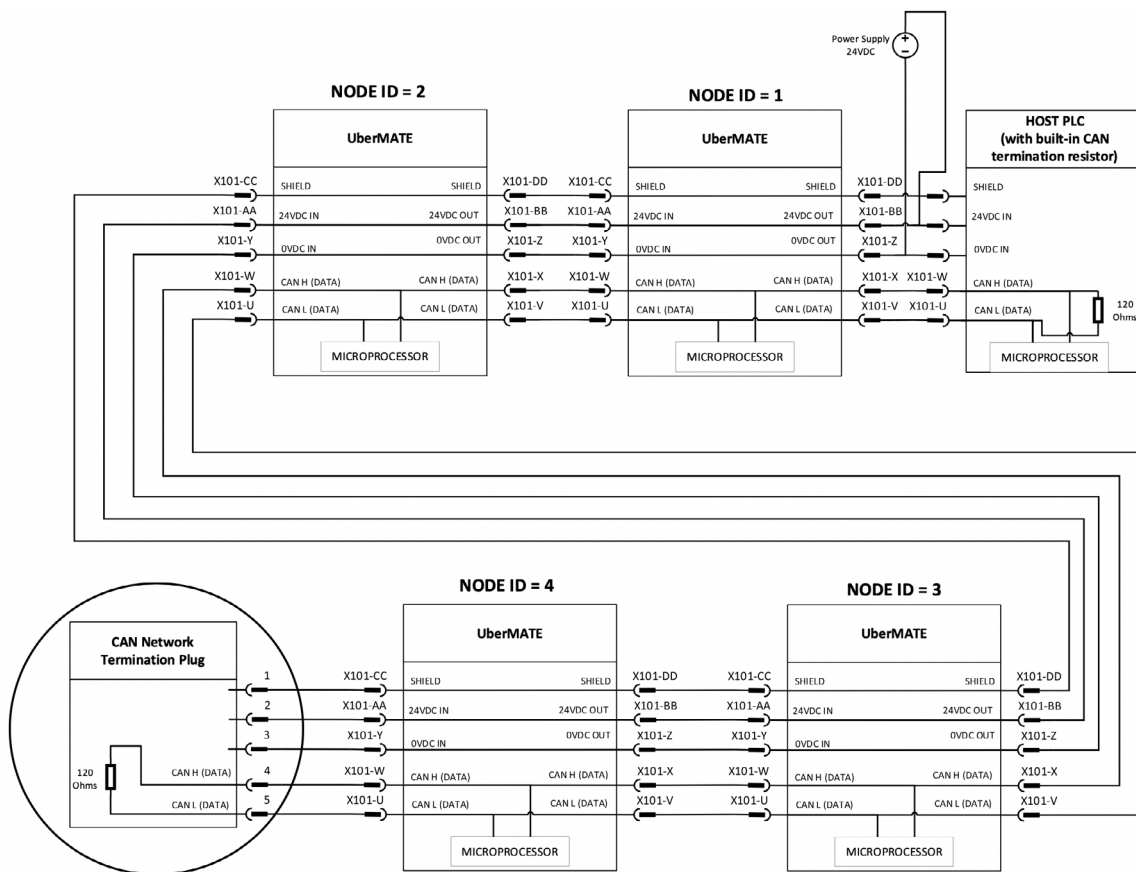 Power Supply
24VDC
NODE ID = 2
NODE ID = 1
UberMATE
UberMATE
HOST PLC
(with built-in CAN
termination resistor)
X101-CC
SHIELD
SHIELD
X101-DD
X101-CC
SHIELD
SHIELD
X101-DD
SHIELD
X101-AA
24VDC IN
24VDC OUT
X101-BB
X101-AA
24VDC IN
24VDC OUT
X101-BB
24VDC IN
X101-Y
0VDC IN
0VDC OUT
X101-Z
X101-Y
0VDC IN
0VDC OUT
X101-Z
0VDC IN
X101-W
CAN H (DATA)
CAN H (DATA)
X101-X
X101-W
CAN H (DATA)
CAN H (DATA)
X101-X
X101-W
CAN H (DATA)
X101-U
CAN L (DATA)
CAN L (DATA)
X101-V
X101-U
CAN L (DATA)
CAN L (DATA)
X101-V
X101-U
CAN L (DATA)
120
Ohms
MICROPROCESSOR
MICROPROCESSOR
MICROPROCESSOR
NODE ID = 4
NODE ID = 3
CAN Network
Termination Plug
UberMATE
UberMATE
1
X101-CC
SHIELD
SHIELD
X101-DD
X101-CC
SHIELD
SHIELD
X101-DD
2
X101-AA
24VDC IN
24VDC OUT
X101-BB
X101-AA
24VDC IN
24VDC OUT
X101-BB
3
X101-Y
0VDC IN
0VDC OUT
X101-Z
X101-Y
0VDC IN
0VDC OUT
X101-Z
120
Ohms
CAN H (DATA)
4
X101-W
CAN H (DATA)
CAN H (DATA)
X101-X
X101-W
CAN H (DATA)
CAN H (DATA)
X101-X
CAN L (DATA)
5
X101-U
CAN L (DATA)
CAN L (DATA)
X101-V
X101-U
CAN L (DATA)
CAN L (DATA)
X101-V
MICROPROCESSOR
MICROPROCESSOR